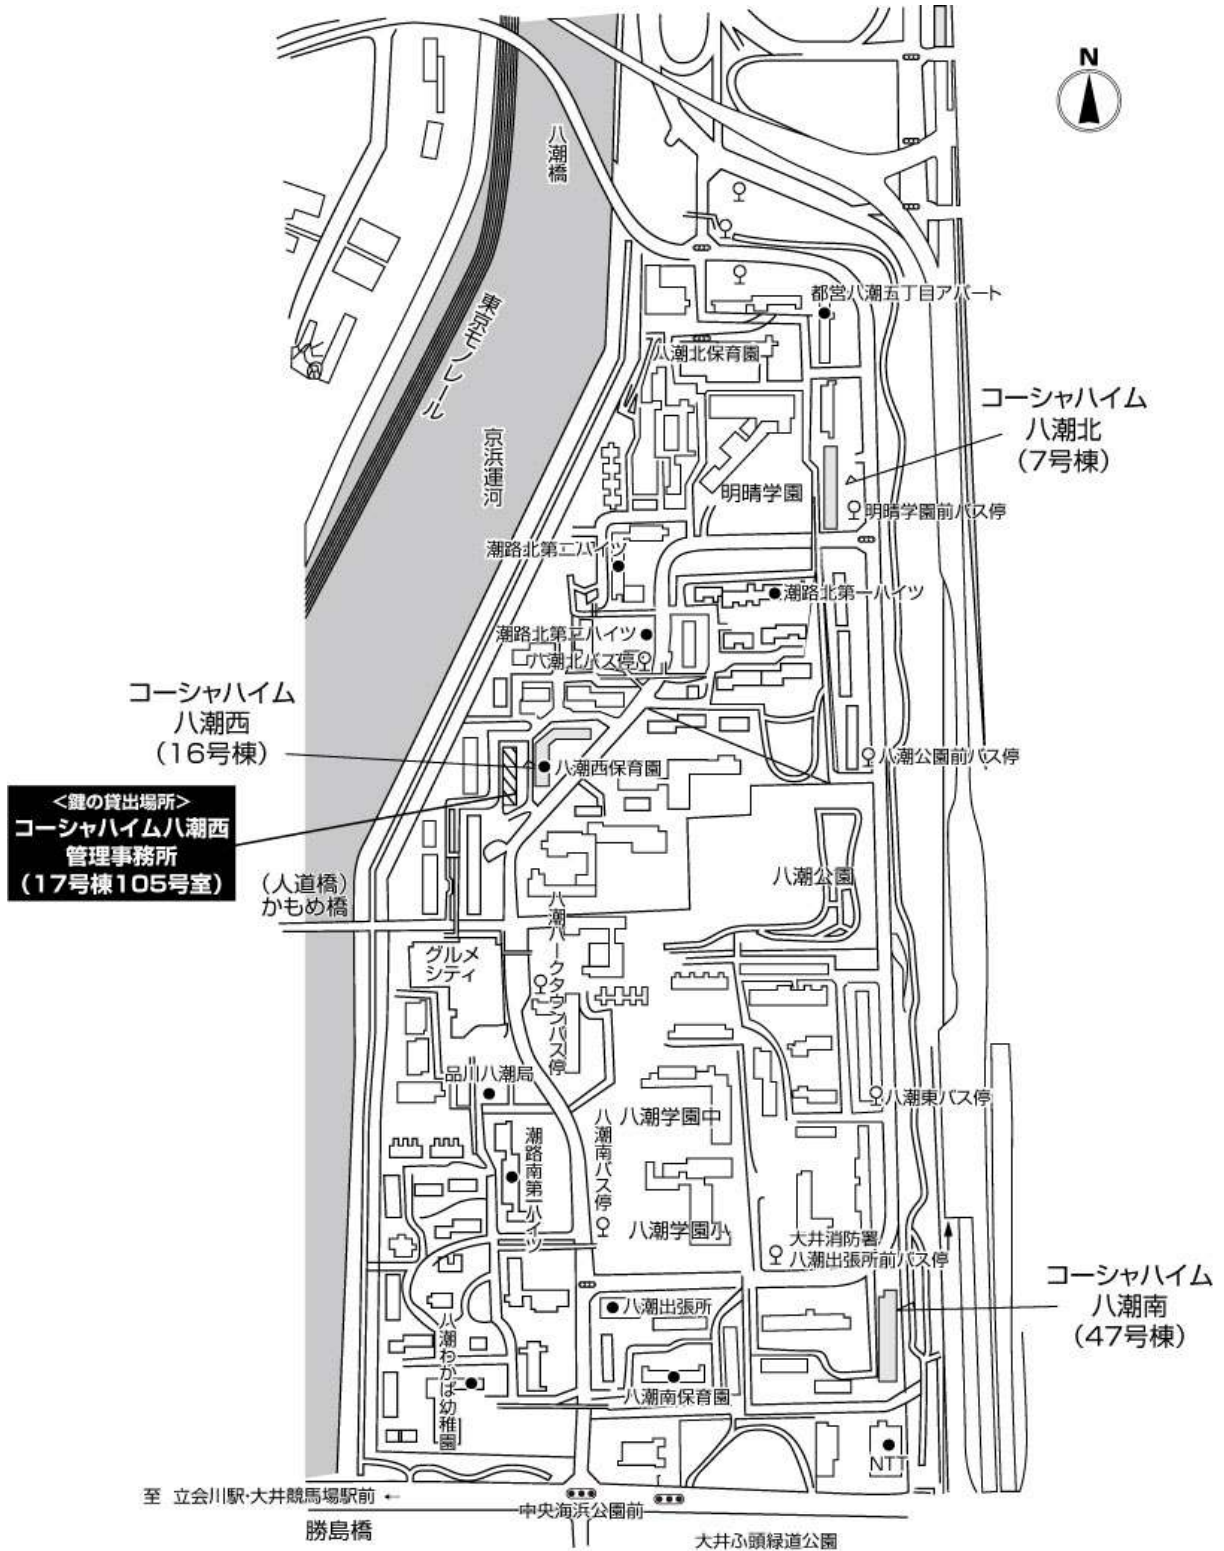 N
八潮橋
都営八潮五丁目アパート
東京モノレール
八潮北保育園
コーシャハイム
八潮北
(7号棟)
京浜運河
明晴学園
明晴学園前バス停
潮路北第二ハイツ
潮路北第一ハイツ
潮路北第三ハイツ
八潮北バス停
コーシャハイム
八潮西
(16号棟)
八潮公園前バス停
八潮西保育園
<鍵の貸出場所>
コーシャハイム八潮西
管理事務所
(17号棟105号室)
(人道橋)
かもめ橋
八潮公園
八潮パークタウンバス停
グルメ
シティ
品川八潮局
八潮東バス停
八潮学園中
八潮南バス停
潮路南第一ハイツ
八潮学園小
大井消防署
八潮出張所前バス停
コーシャハイム
八潮南
(47号棟)
八潮出張所
八潮わかば幼稚園
八潮南保育園
NTT
至 立会川駅・大井競馬場駅前 ←
中央海浜公園前
勝島橋
大井ふ頭緑道公園